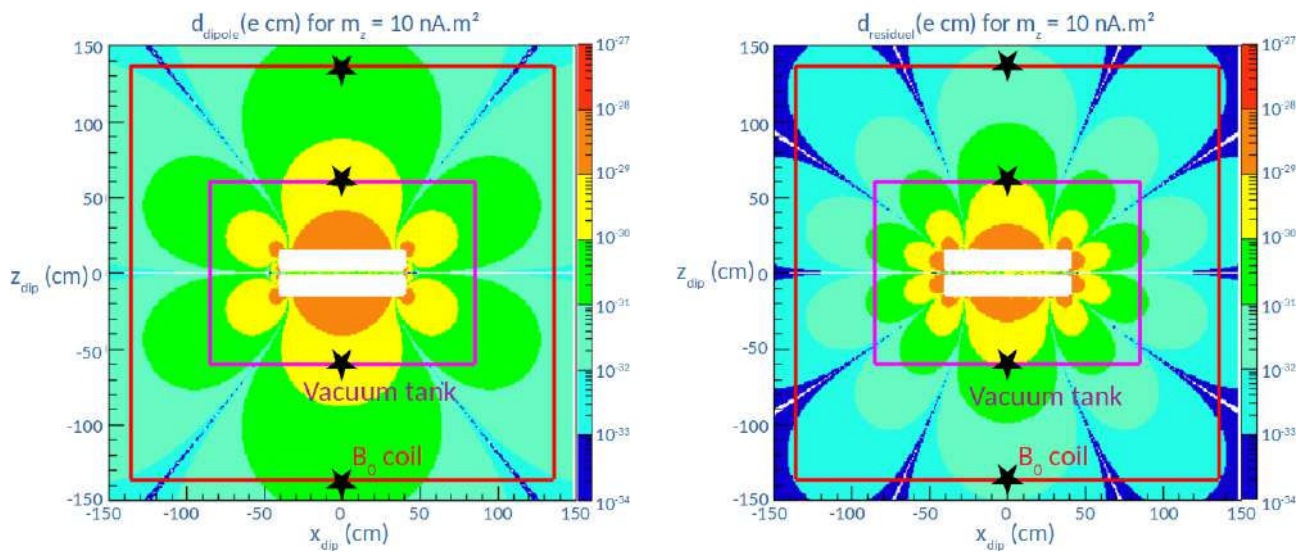 d_dipole (e cm) for m_z = 10 nA.m²
150
100
50
0
-50
-100
-150
z_dip (cm)
-150 -100 -50 0 50 100 150
x_dip (cm)
Vacuum tank
B_0 coil
10^-27
10^-28
10^-29
10^-30
10^-31
10^-32
10^-33
10^-34
d_residuel (e cm) for m_z = 10 nA.m²
150
100
50
0
-50
-100
-150
z_dip (cm)
-150 -100 -50 0 50 100 150
x_dip (cm)
Vacuum tank
B_0 coil
10^-27
10^-28
10^-29
10^-30
10^-31
10^-32
10^-33
10^-34